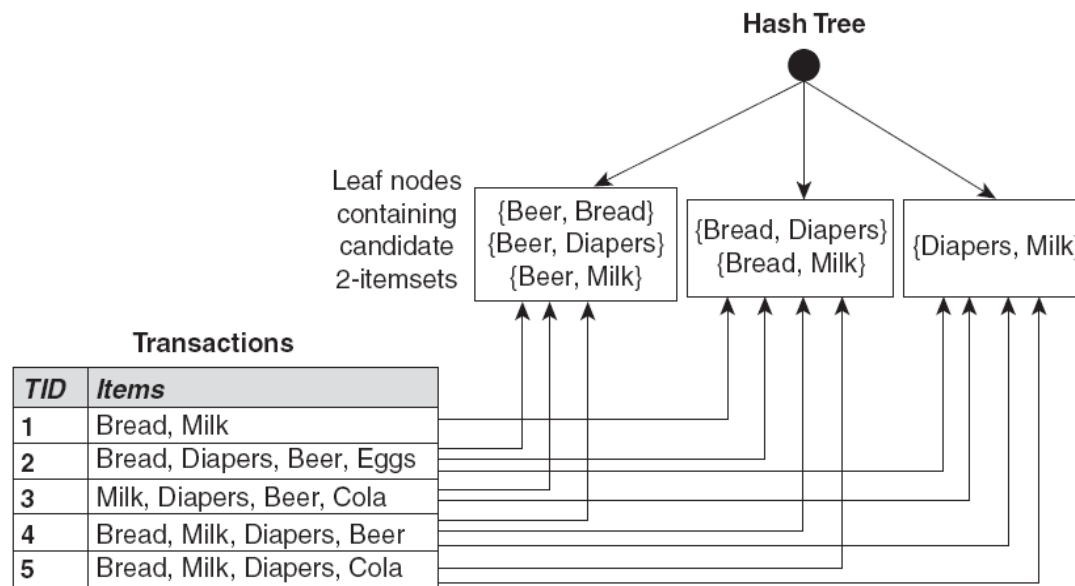 Hash Tree
Leaf nodes
containing
candidate
2-itemsets
{Beer, Bread}
{Beer, Diapers}
{Beer, Milk}
{Bread, Diapers}
{Bread, Milk}
{Diapers, Milk}
Transactions
TID Items
1 Bread, Milk
2 Bread, Diapers, Beer, Eggs
3 Milk, Diapers, Beer, Cola
4 Bread, Milk, Diapers, Beer
5 Bread, Milk, Diapers, Cola